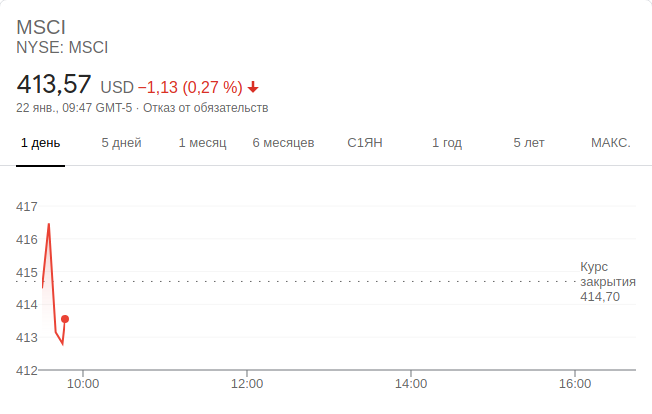 MSCI
NYSE: MSCI
413,57 USD −1,13 (0,27 %)
22 янв., 09:47 GMT-5 · Отказ от обязательств
1 день 5 дней 1 месяц 6 месяцев С1ЯН 1 год 5 лет МАКС.
417
416
415
414
413
412
Курс
закрытия
414,70
10:00 12:00 14:00 16:00